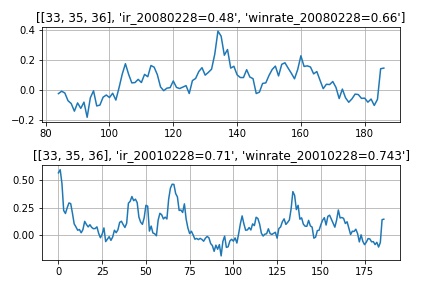 [[33, 35, 36], 'ir_20080228=0.48', 'winrate_20080228=0.66']
0.4
0.2
0.0
−0.2
80 100 120 140 160 180
[[33, 35, 36], 'ir_20010228=0.71', 'winrate_20010228=0.743']
0.50
0.25
0.00
0 25 50 75 100 125 150 175